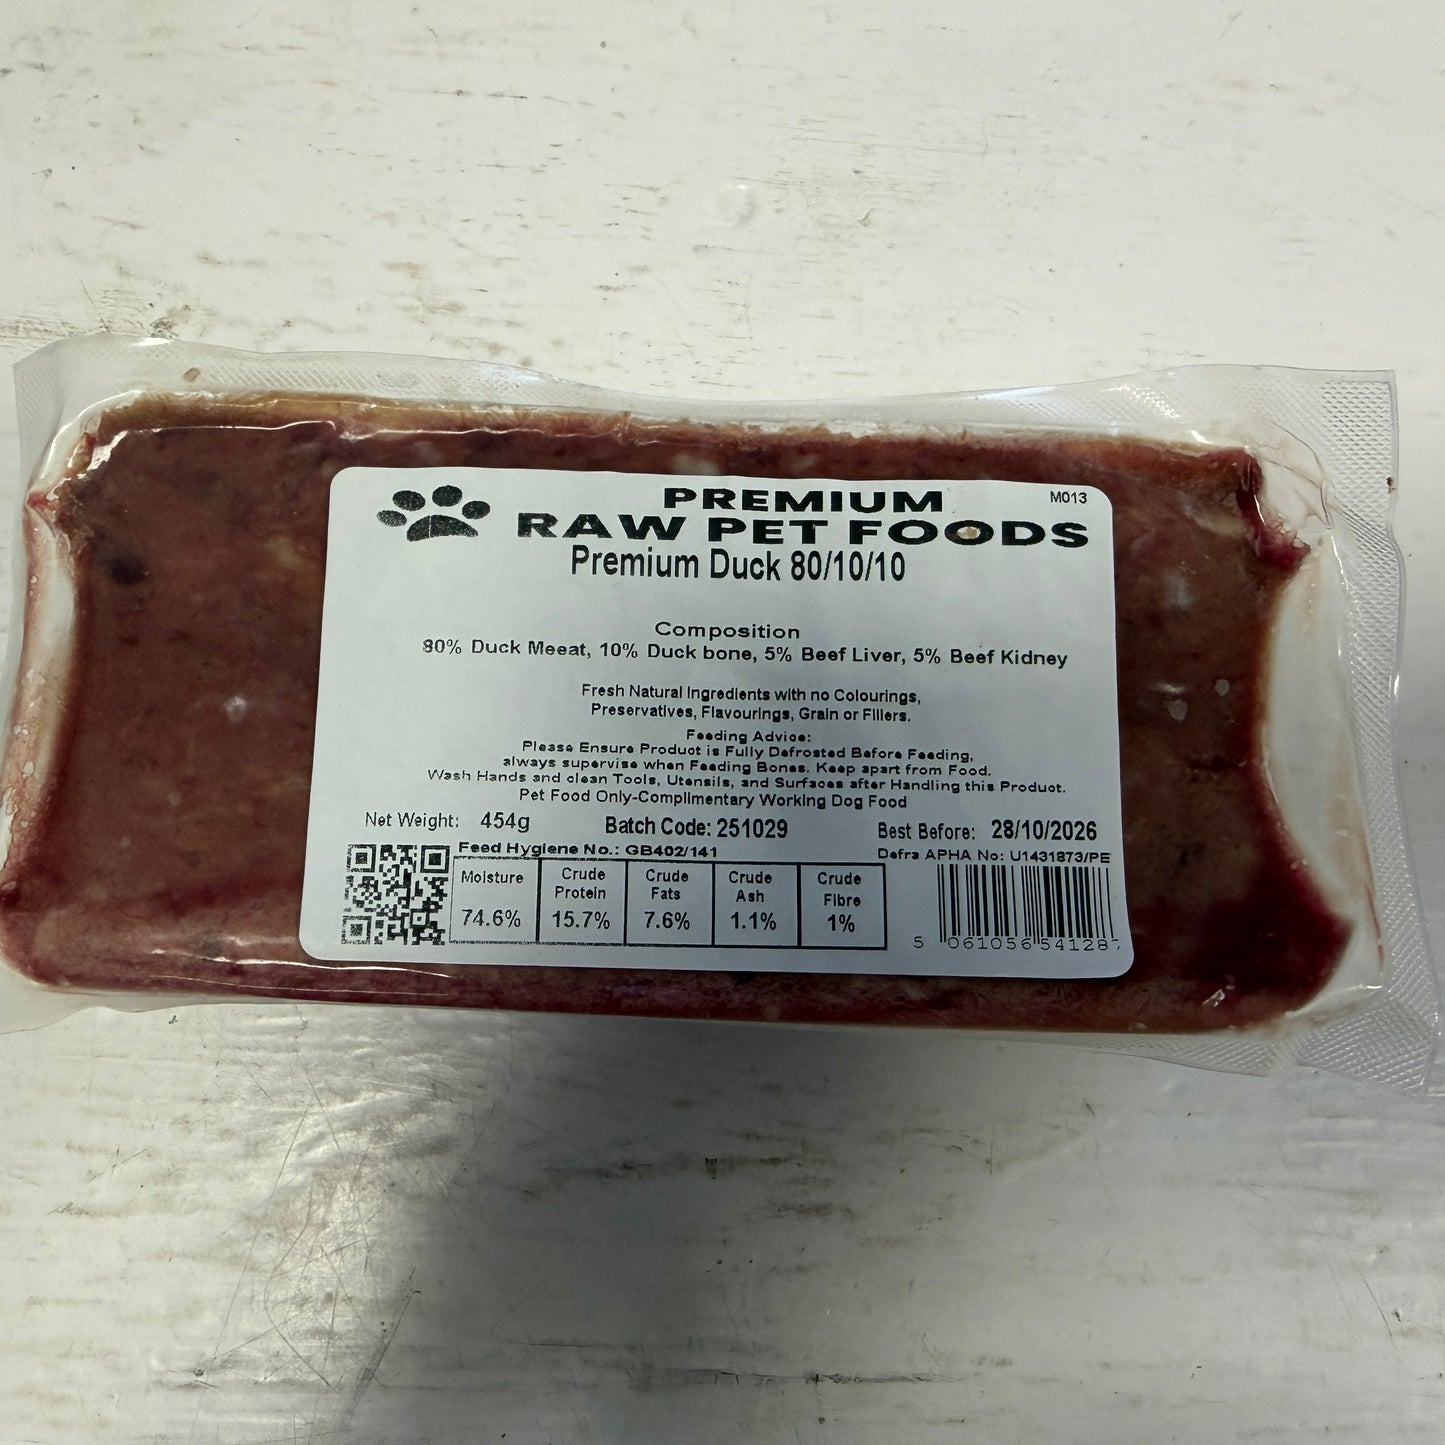 PREMIUM
M013
RAW PET FOODS
Premium Duck 80/10/10
Composition
80% Duck Meeat, 10% Duck bone, 5% Beef Liver, 5% Beef Kidney
Fresh Natural Ingredients with no Colourings,
Preservatives, Flavourings, Grain or Fillers.
Feeding Advice:
Please Ensure Product is Fully Defrosted Before Feeding,
always supervise when Feeding Bones. Keep apart from Food.
Wash Hands and clean Tools, Utensils, and Surfaces after Handling this Product.
Pet Food Only-Complimentary Working Dog Food
Net Weight: 454g Batch Code: 251029 Best Before: 28/10/2026
Feed Hygiene No.: GB402/141 Defra APHA No: U1431873/PE
Moisture Crude Protein Crude Fats Crude Ash Crude Fibre
74.6% 15.7% 7.6% 1.1% 1%
5 061056 541287